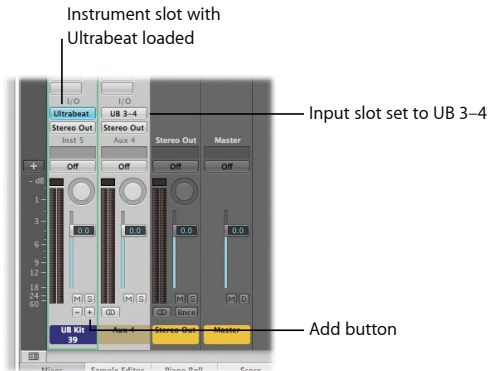 Instrument slot with
Ultrabeat loaded
I/O I/O
Ultrabeat UB 3–4 Input slot set to UB 3–4
Stereo Out Stereo Out
Inst 5 Aux 4 Stereo Out Master
+ Off Off Off Off
- dB
1
3 0.0 0.0 0.0 0.0
6
9
12
18
24 M S M S M S M D
60
- + Bnce Add button
UB Kit Aux 4 Stereo Out Master
39
Mixer Sample Editor Piano Roll Score